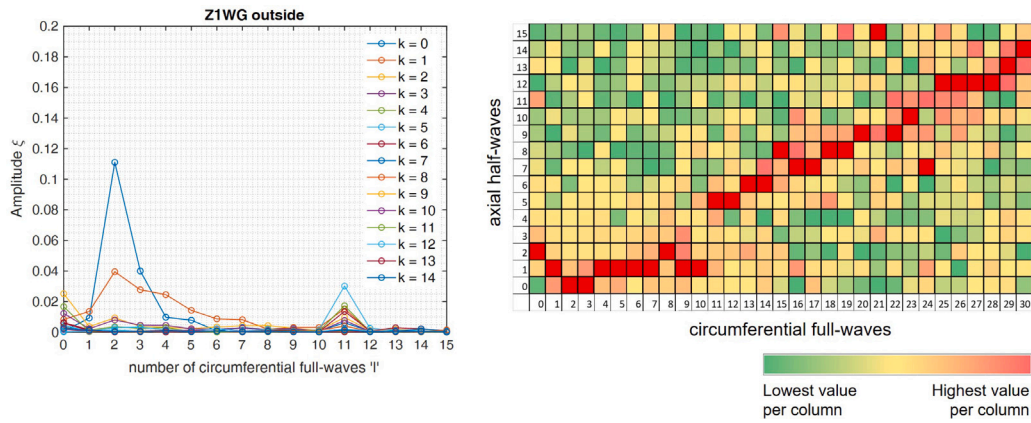 Z1WG outside
Amplitude ξ
0.2
0.18
0.16
0.14
0.12
0.1
0.08
0.06
0.04
0.02
0
k = 0
k = 1
k = 2
k = 3
k = 4
k = 5
k = 6
k = 7
k = 8
k = 9
k = 10
k = 11
k = 12
k = 13
k = 14
0 1 2 3 4 5 6 7 8 9 10 11 12 13 14 15
number of circumferential full-waves 'l'
axial half-waves
15
14
13
12
11
10
9
8
7
6
5
4
3
2
1
0
0 1 2 3 4 5 6 7 8 9 10 11 12 13 14 15 16 17 18 19 20 21 22 23 24 25 26 27 28 29 30
circumferential full-waves
Lowest value
per column
Highest value
per column